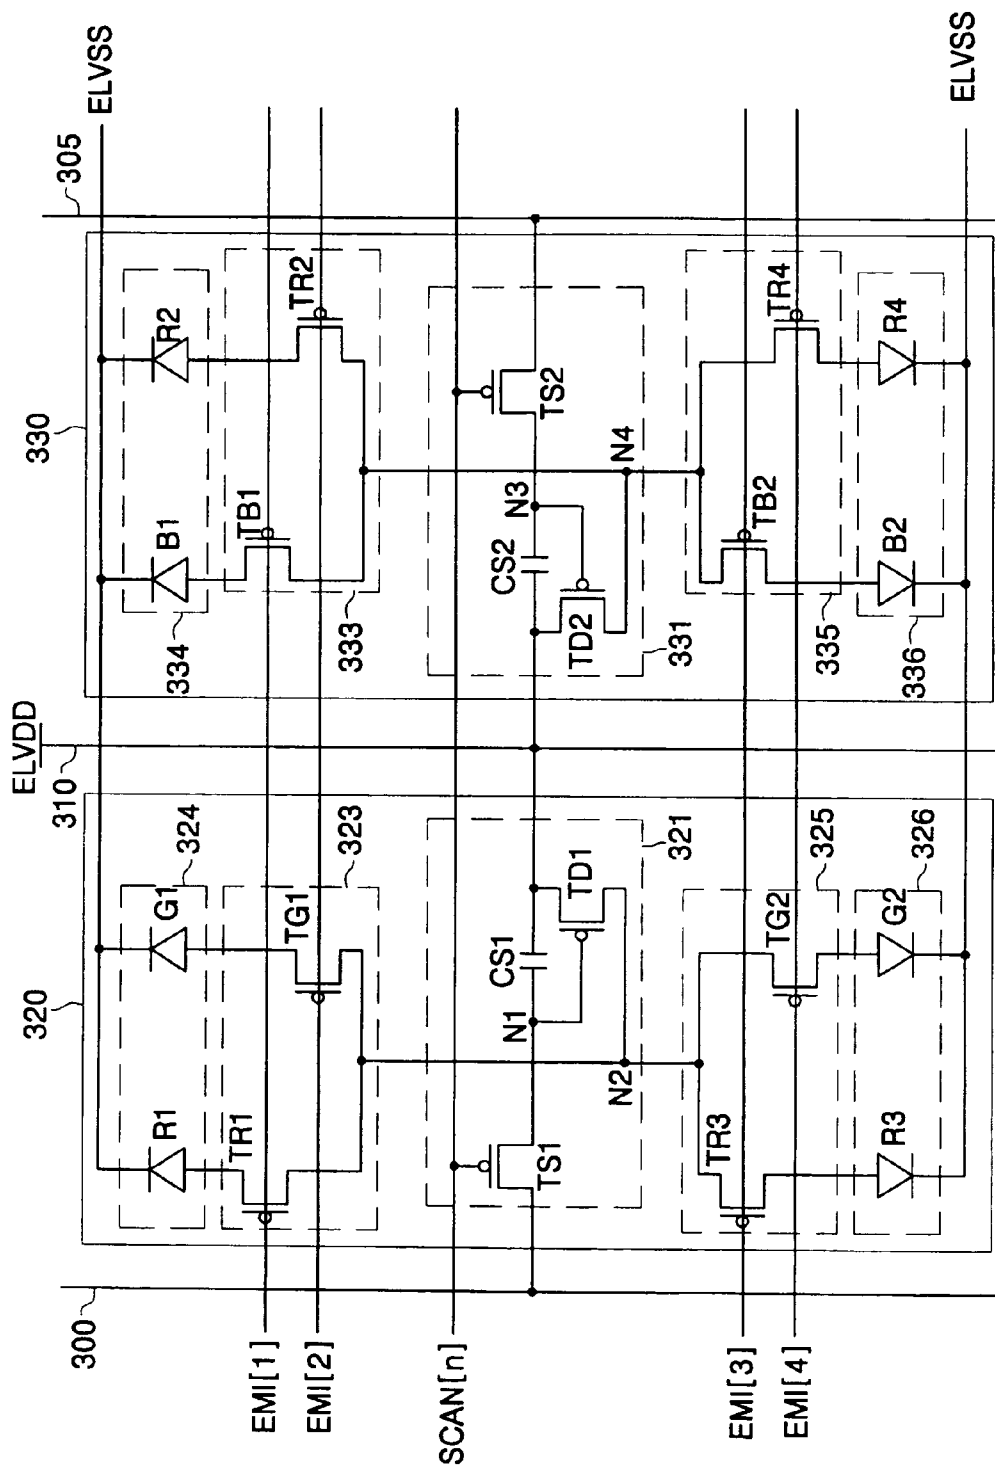 ELVDD
300
320
310
330
305
ELVSS
324
R1
G1
334
B1
R2
EMI[1]
EMI[2]
TR1
TG1
323
333
TB1
TR2
SCAN[n]
TS1
N1
CS1
TD1
N2
321
CS2
N3
TS2
TD2
N4
331
EMI[3]
EMI[4]
TR3
TG2
325
TB2
TR4
335
R3
G2
326
B2
R4
336
ELVSS